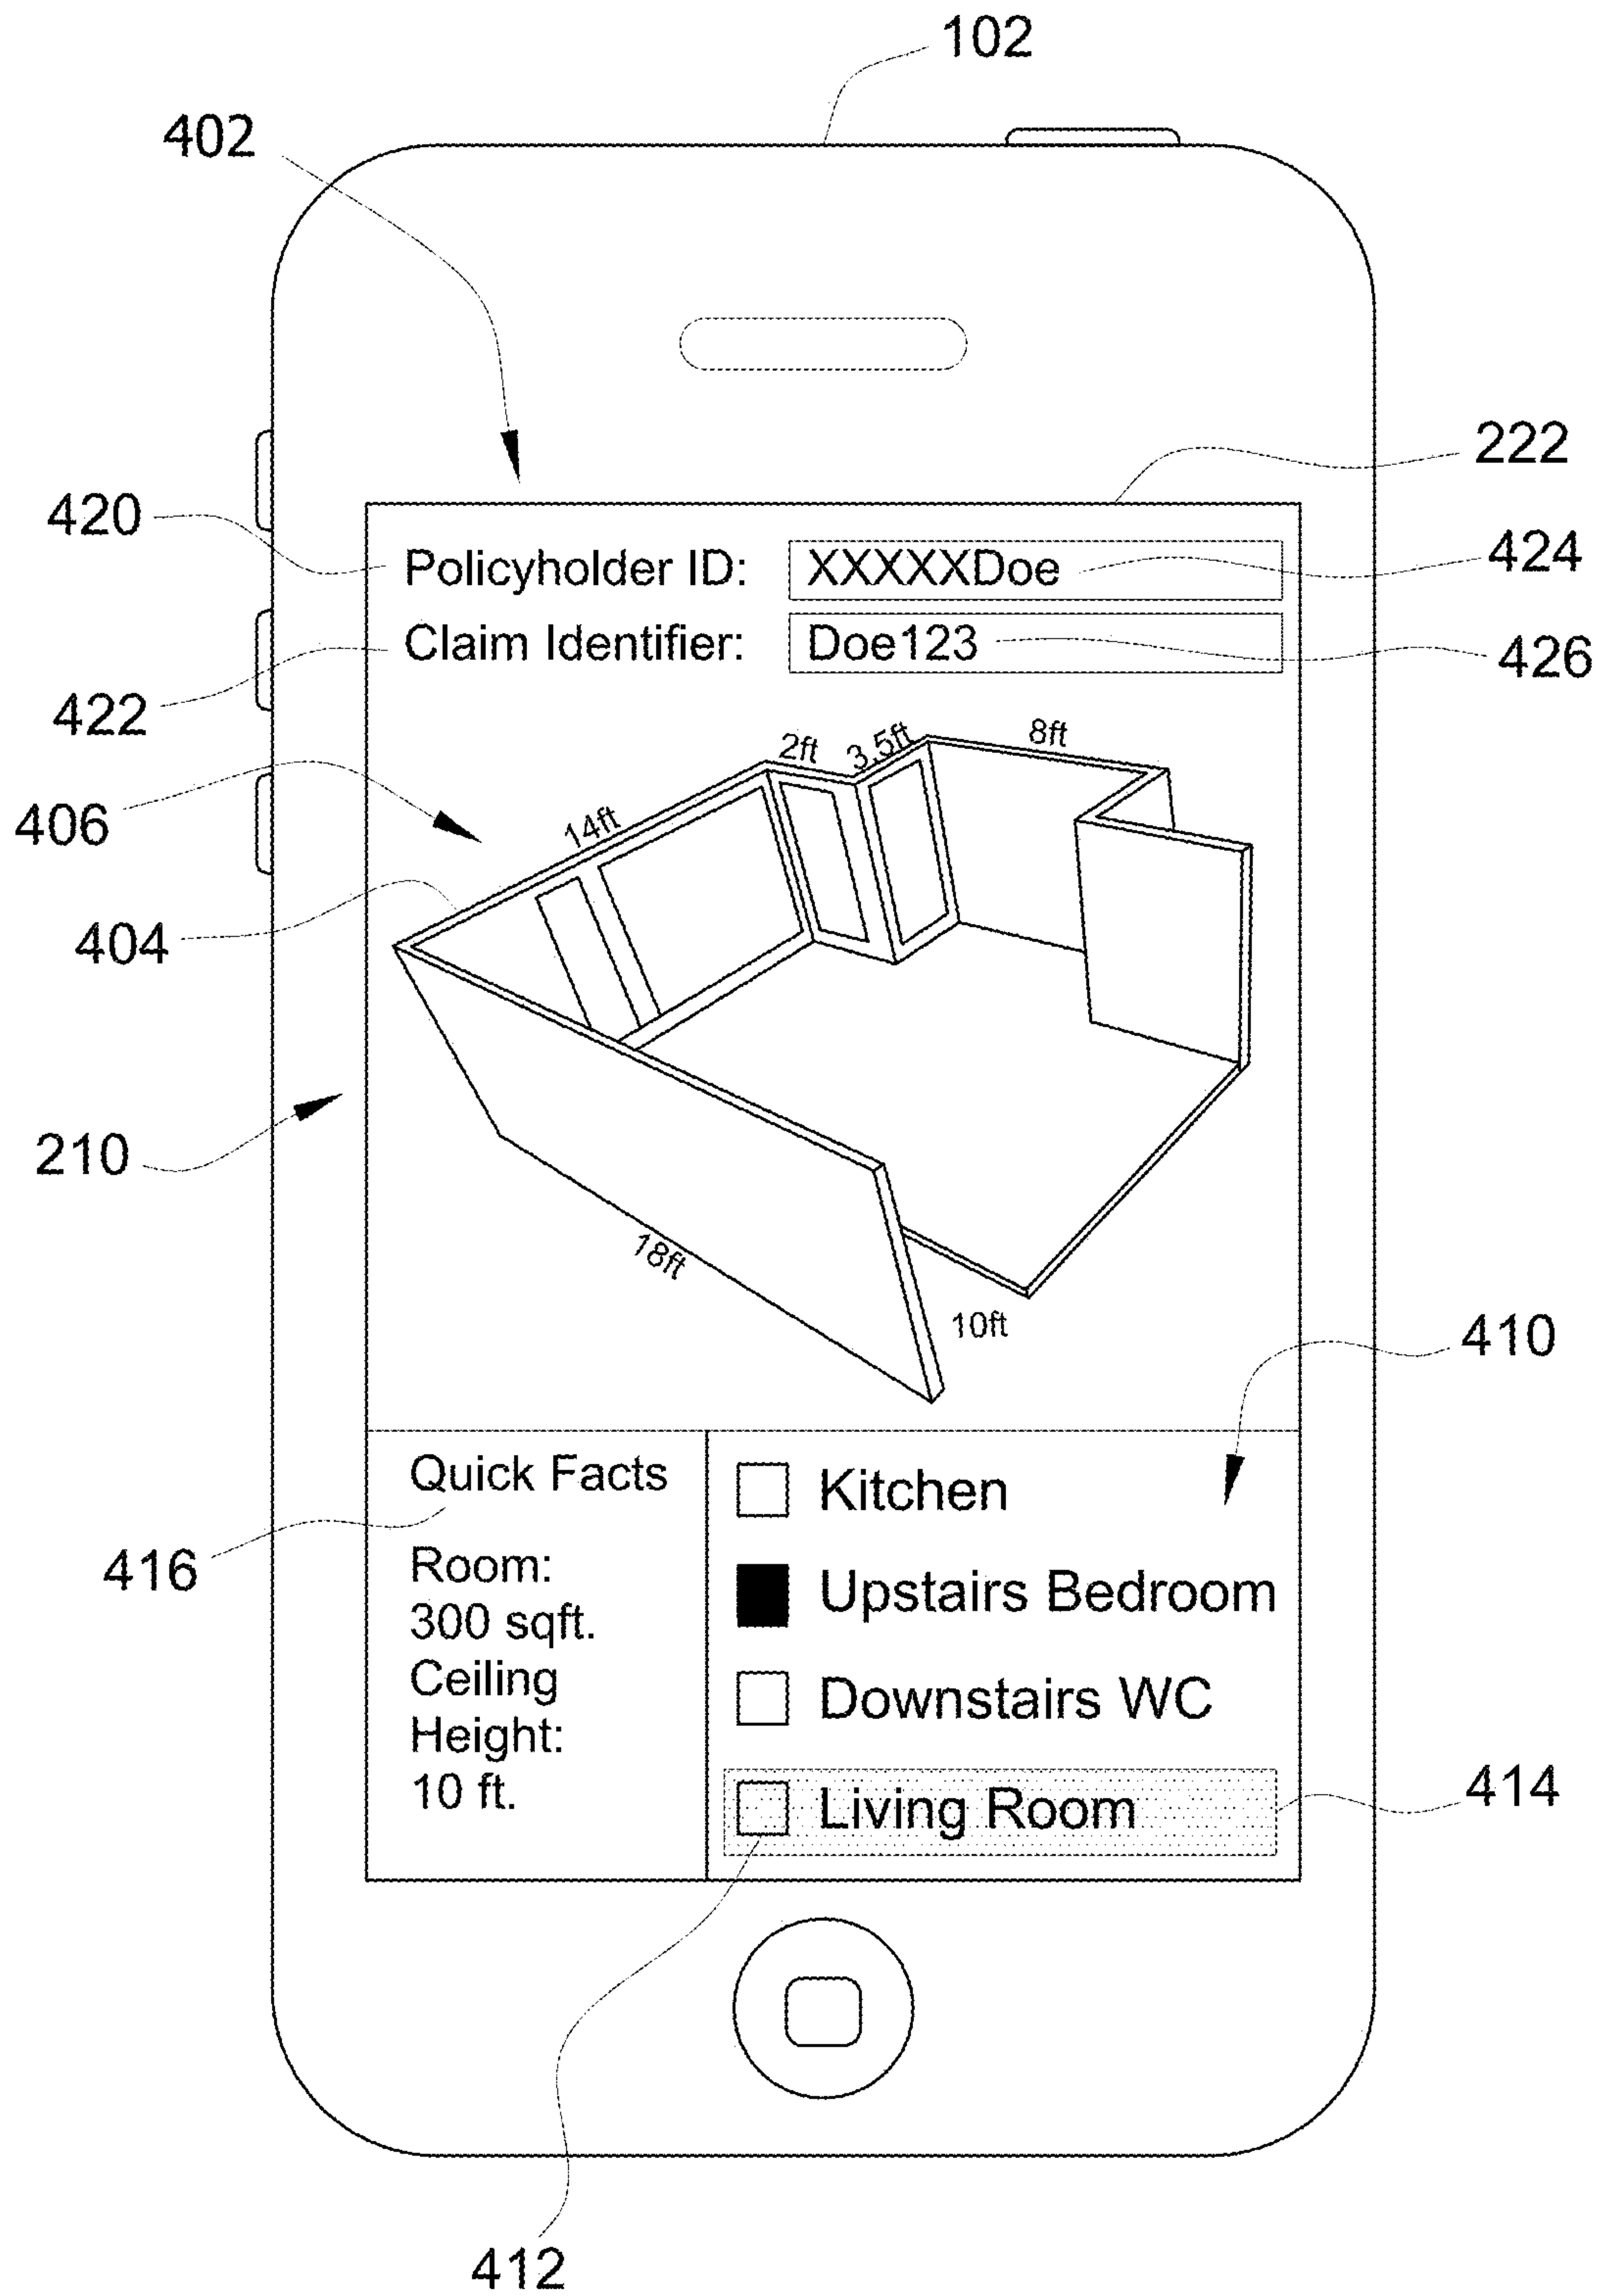 102
402
222
420
Policyholder ID:
XXXXXDoe
424
Claim Identifier:
Doe123
426
422
2ft
3.5ft
8ft
406
14ft
404
210
18ft
10ft
410
Quick Facts
Kitchen
416
Room:
300 sqft.
Upstairs Bedroom
Ceiling
Height:
10 ft.
Downstairs WC
414
Living Room
412